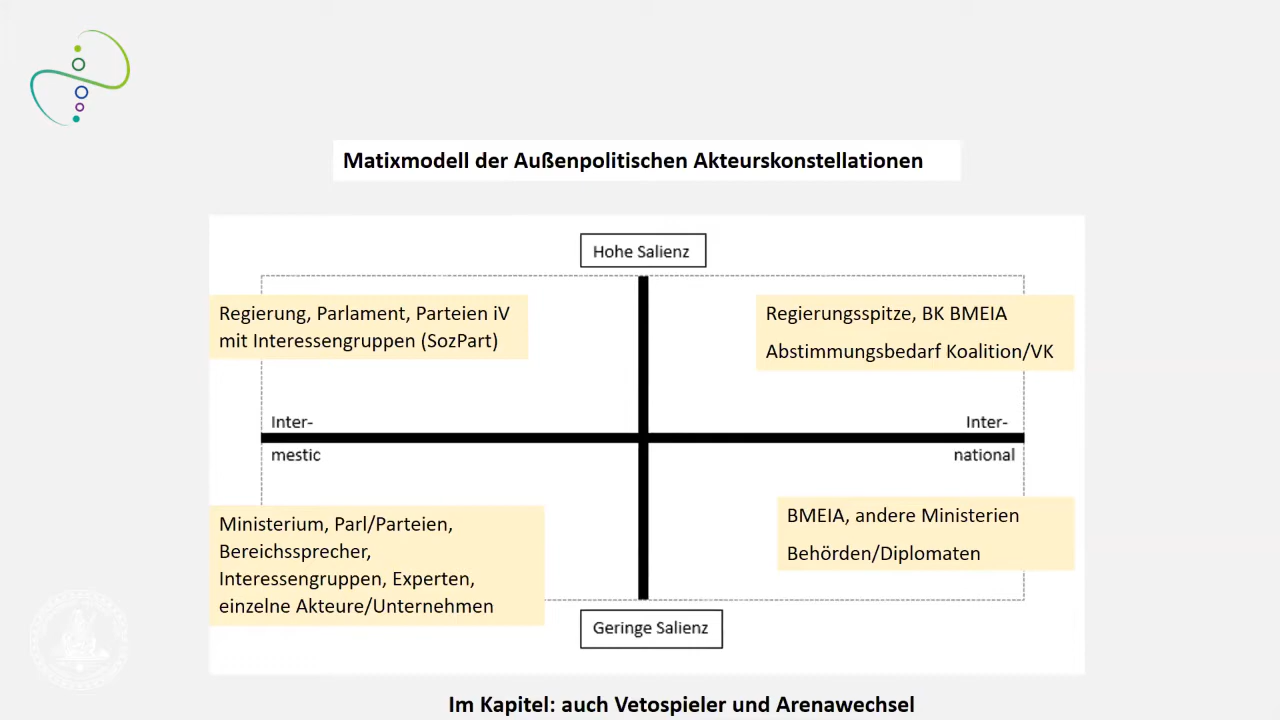 Matixmodell der Außenpolitischen Akteurskonstellationen
Hohe Salienz
Regierung, Parlament, Parteien iV
mit Interessengruppen (SozPart)
Regierungsspitze, BK BMEIA
Abstimmungsbedarf Koalition/VK
Inter-
mestic
Inter-
national
Ministerium, Parl/Parteien,
Bereichssprecher,
Interessengruppen, Experten,
einzelne Akteure/Unternehmen
BMEIA, andere Ministerien
Behörden/Diplomaten
Geringe Salienz
Im Kapitel: auch Vetospieler und Arenawechsel